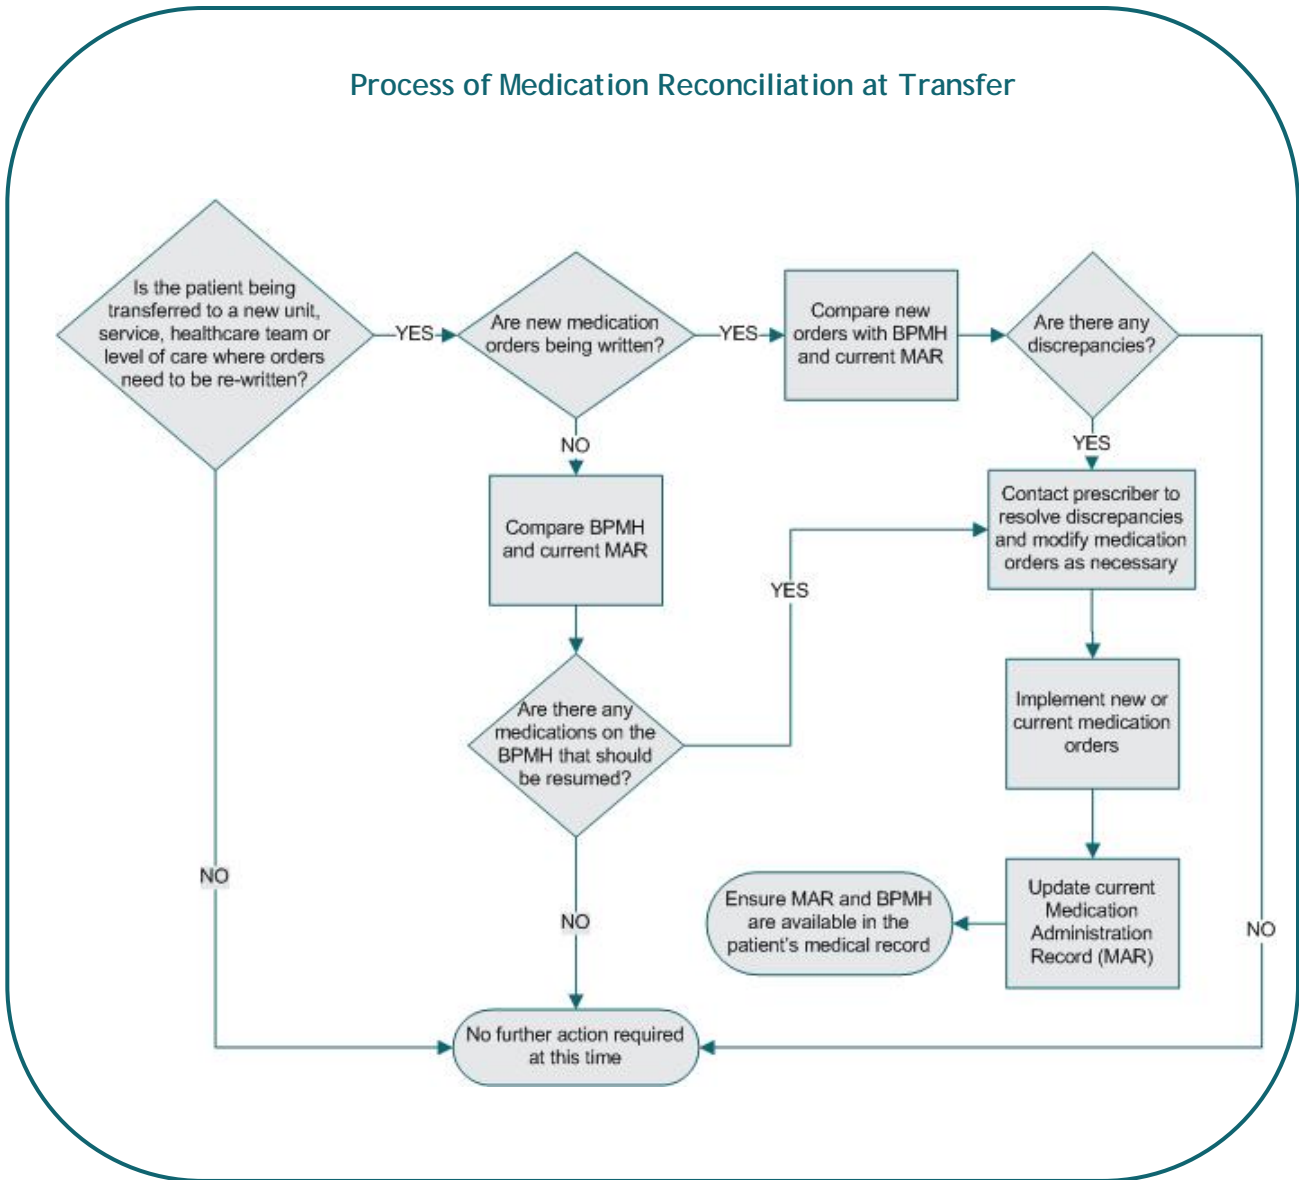 Process of Medication Reconciliation at Transfer
Is the patient being
transferred to a new unit,
service, healthcare team or
level of care where orders
need to be re-written?
YES
Are new medication
orders being written?
YES
Compare new
orders with BPMH
and current MAR
Are there any
discrepancies?
NO
YES
Compare BPMH
and current MAR
Contact prescriber to
resolve discrepancies
and modify medication
orders as necessary
YES
Are there any
medications on the
BPMH that should
be resumed?
Implement new or
current medication
orders
NO
NO
Ensure MAR and BPMH
are available in the
patient's medical record
Update current
Medication
Administration
Record (MAR)
NO
No further action required
at this time